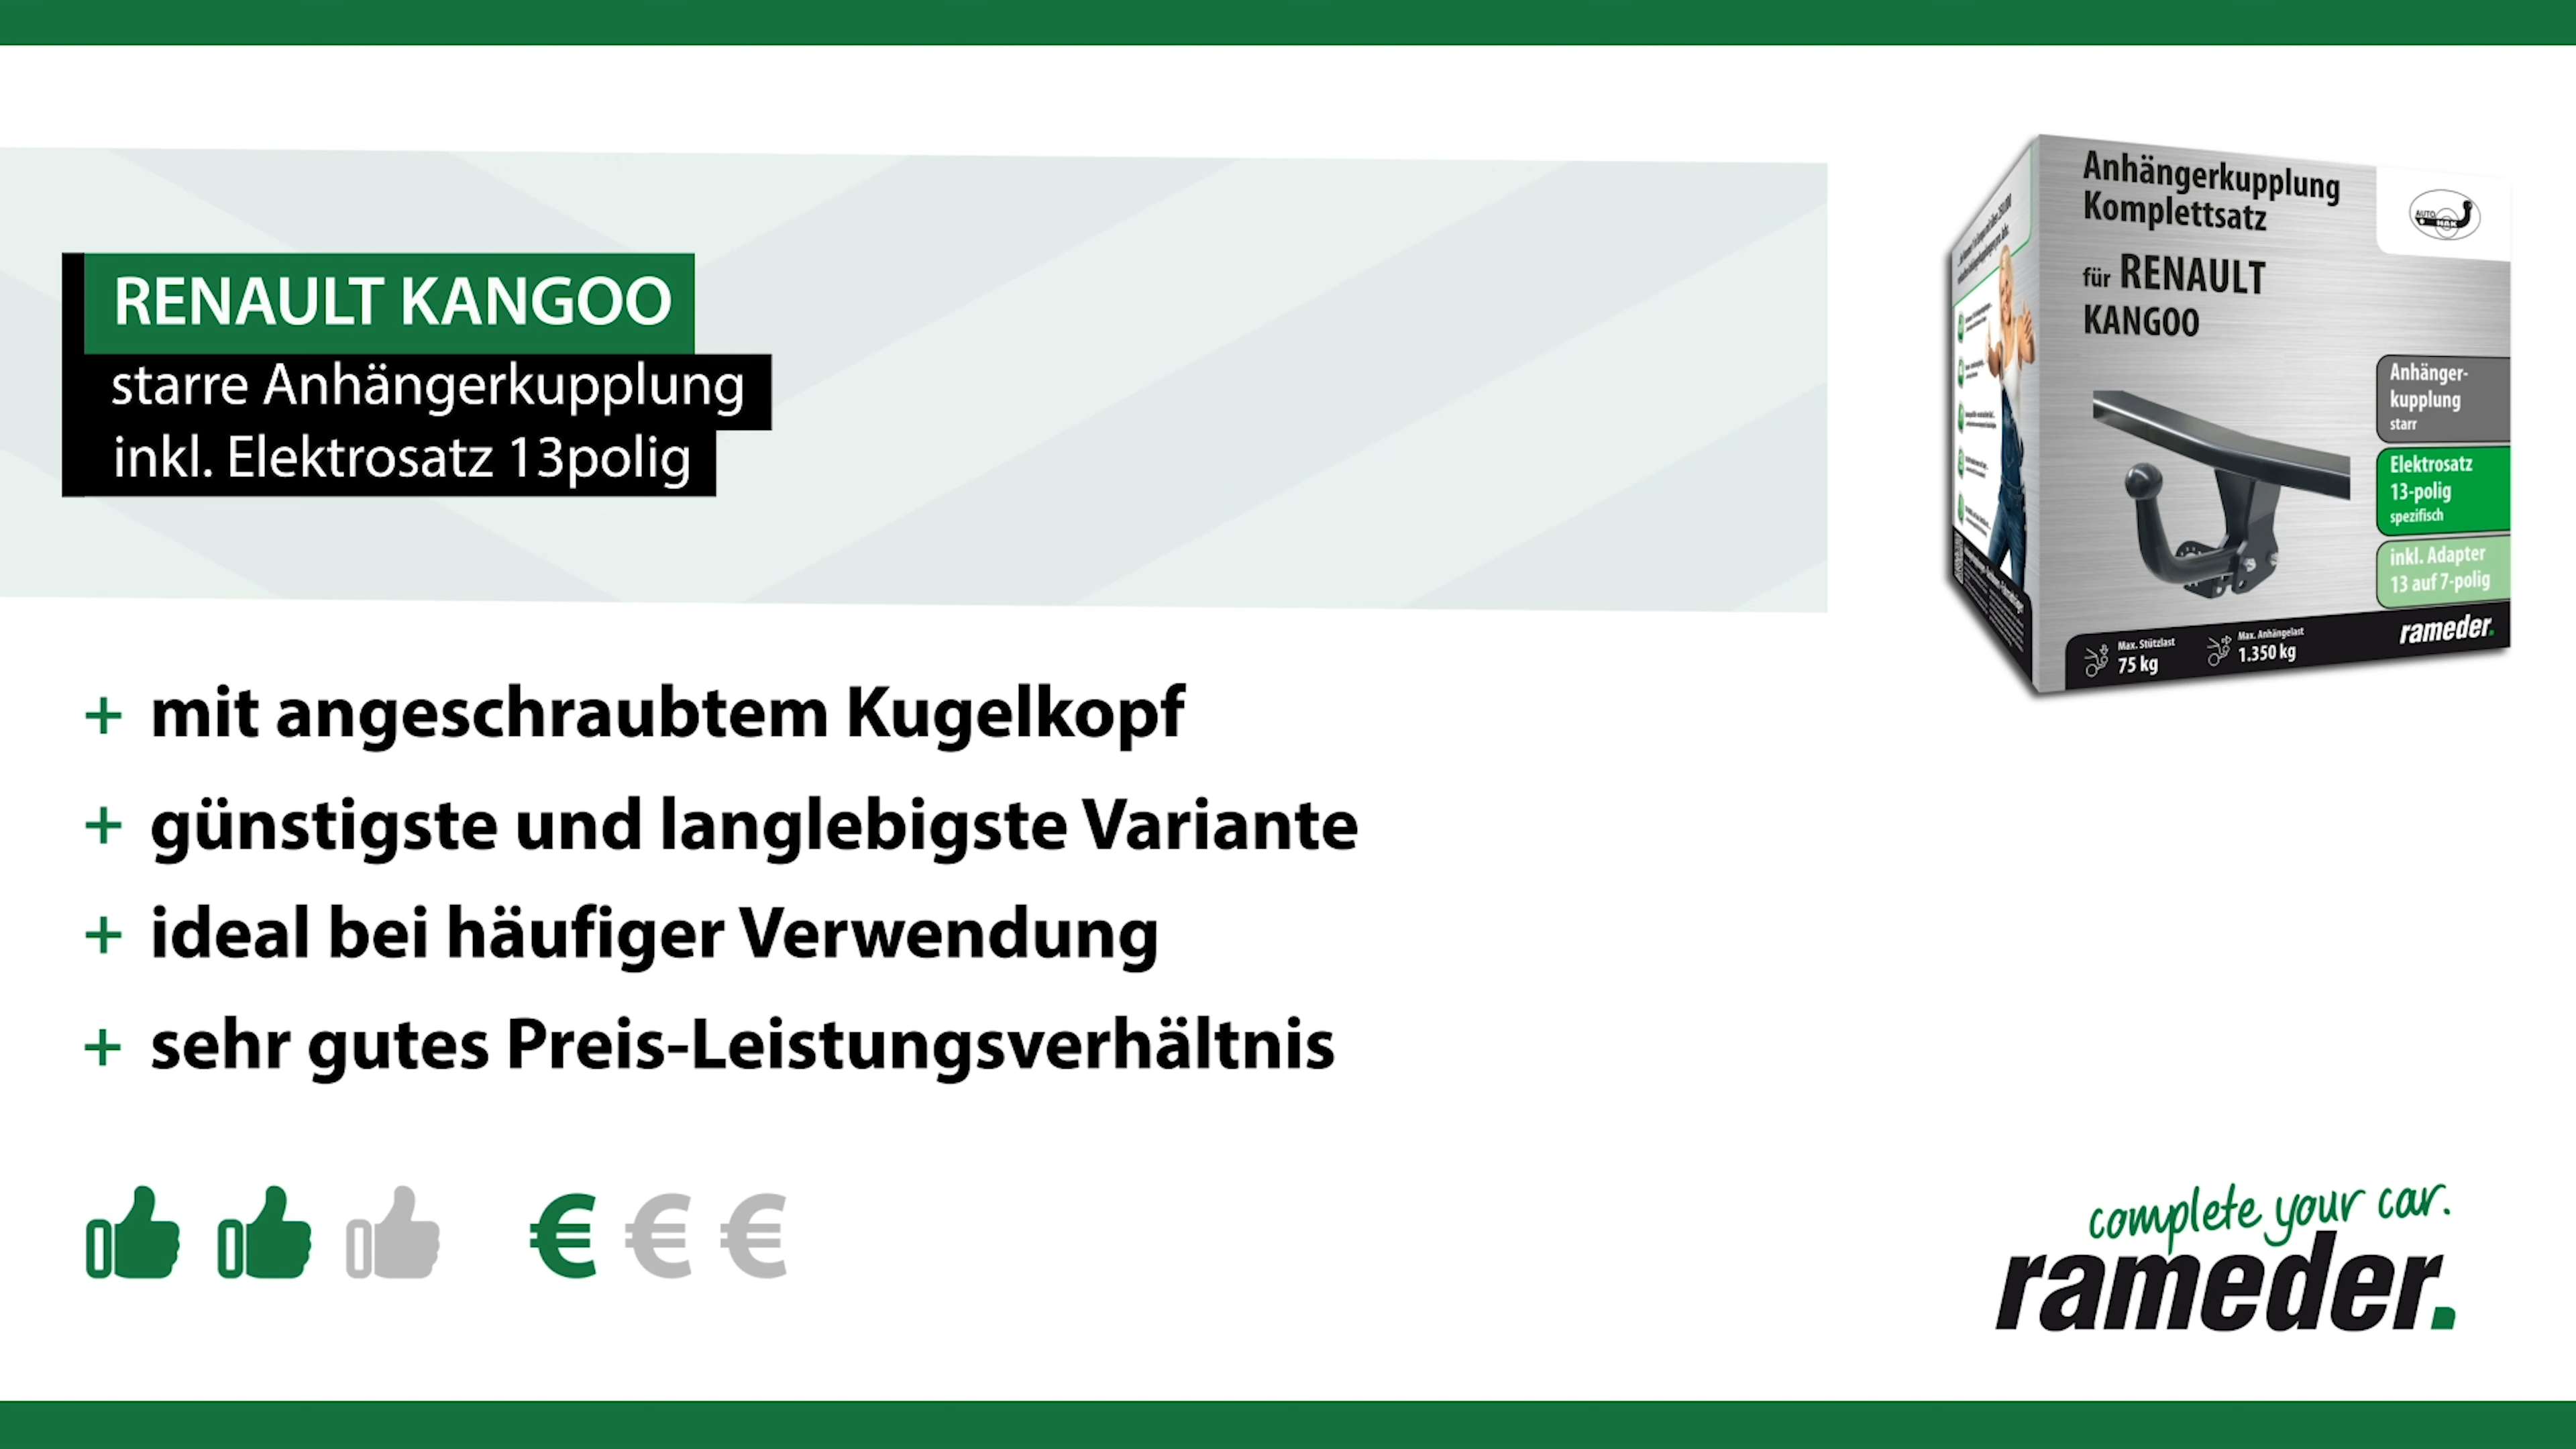 RENAULT KANGOO
starre Anhängerkupplung
inkl. Elektrosatz 13polig
Anhängerkupplung
Komplettsatz
für RENAULT
KANGOO
AUTO
HAK
Anhänger-
kupplung
starr
Elektrosatz
13-polig
spezifisch
inkl. Adapter
13 auf 7-polig
Max. Stützlast
75 kg
Max. Anhängelast
1.350 kg
rameder.
+ mit angeschraubtem Kugelkopf
+ günstigste und langlebigste Variante
+ ideal bei häufiger Verwendung
+ sehr gutes Preis-Leistungsverhältnis
€ € €
complete your car.
rameder.